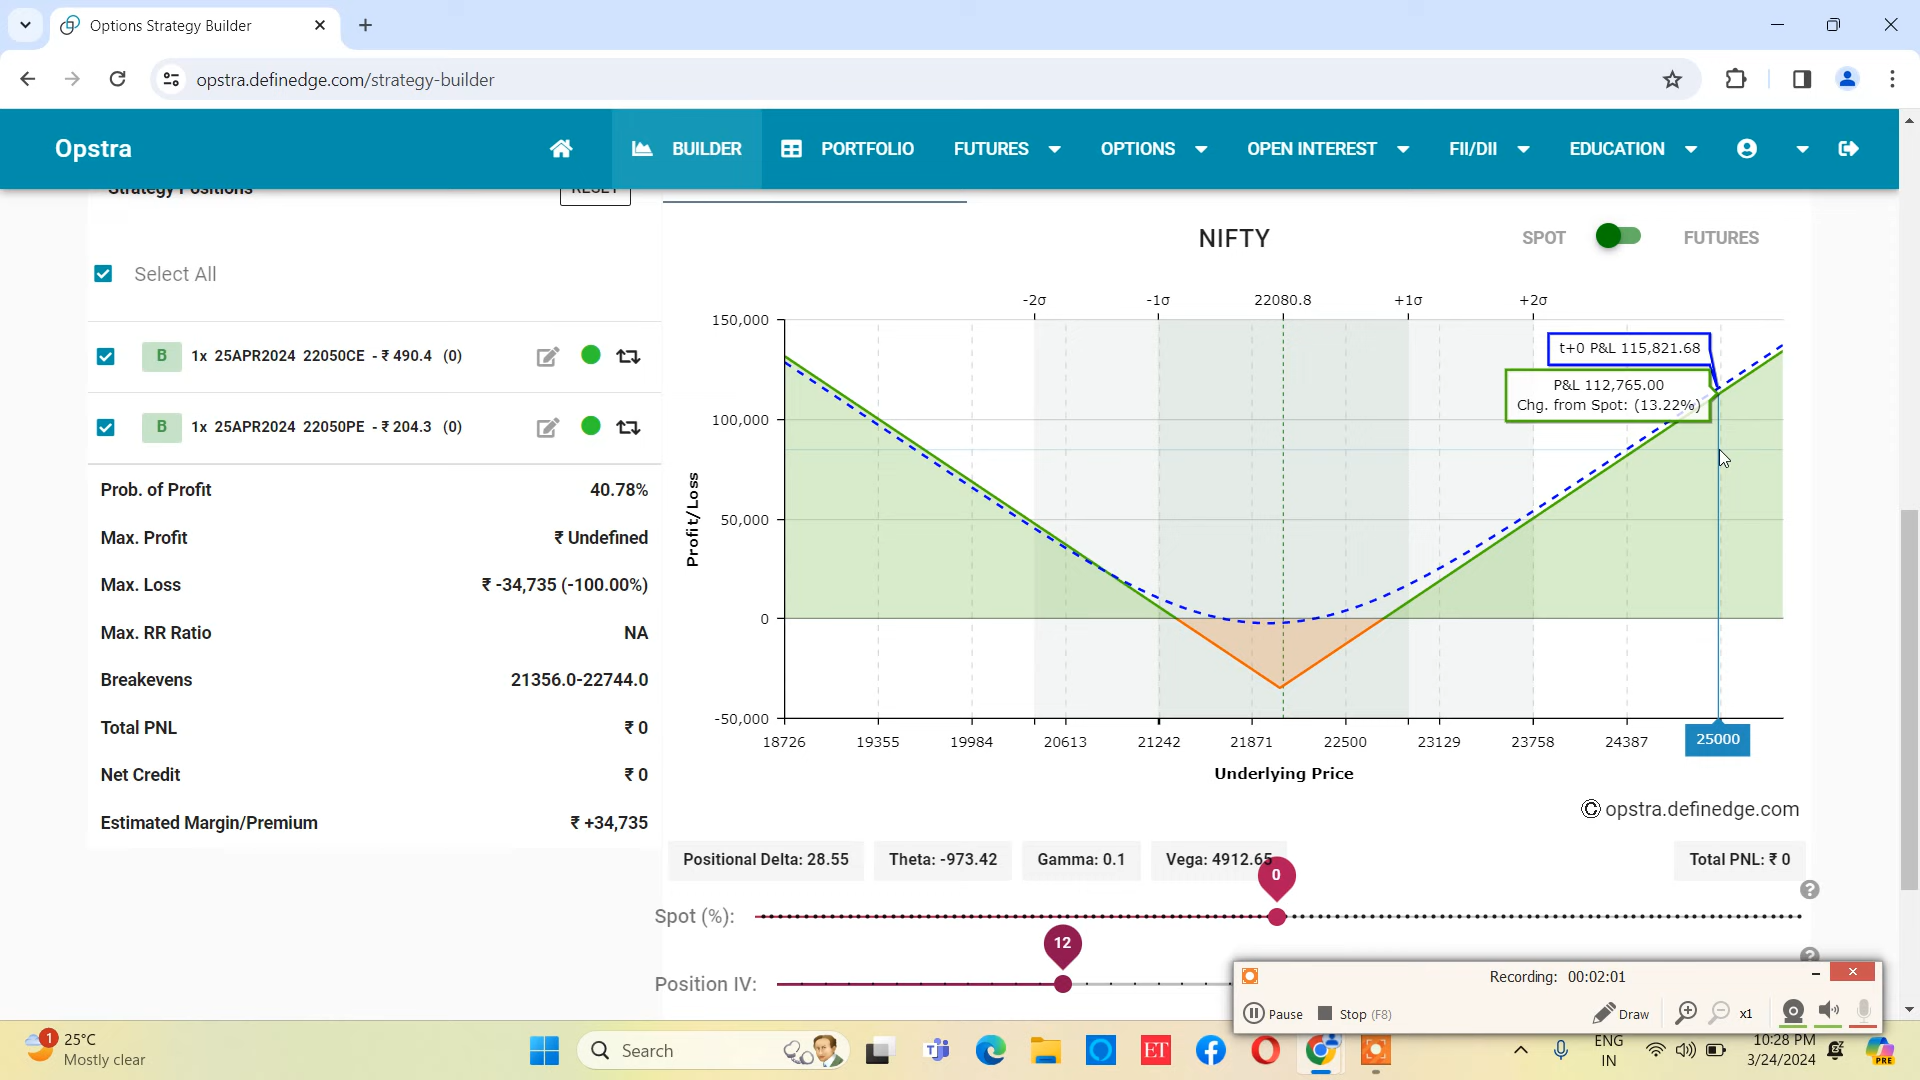 Options Strategy Builder
opstra.definedge.com/strategy-builder
Opstra
BUILDER
PORTFOLIO
FUTURES
OPTIONS
OPEN INTEREST
FII/DII
EDUCATION
Strategy Positions
RESET
Select All
B 1x 25APR2024 22050CE - ₹ 490.4 (0)
B 1x 25APR2024 22050PE - ₹ 204.3 (0)
Prob. of Profit 40.78%
Max. Profit ₹ Undefined
Max. Loss ₹ -34,735 (-100.00%)
Max. RR Ratio NA
Breakevens 21356.0-22744.0
Total PNL ₹ 0
Net Credit ₹ 0
Estimated Margin/Premium ₹ +34,735
NIFTY
SPOT FUTURES
-2σ -1σ 22080.8 +1σ +2σ
150,000
100,000
50,000
0
-50,000
Profit/Loss
t+0 P&L 115,821.68
P&L 112,765.00
Chg. from Spot: (13.22%)
18726 19355 19984 20613 21242 21871 22500 23129 23758 24387 25000
Underlying Price
© opstra.definedge.com
Positional Delta: 28.55
Theta: -973.42
Gamma: 0.1
Vega: 4912.65
Total PNL: ₹ 0
0
Spot (%):
12
Position IV:
Recording: 00:02:01
Pause
Stop (F8)
Draw
x1
1
25°C
Mostly clear
Search
ET
ENG
IN
10:28 PM
3/24/2024
PRE